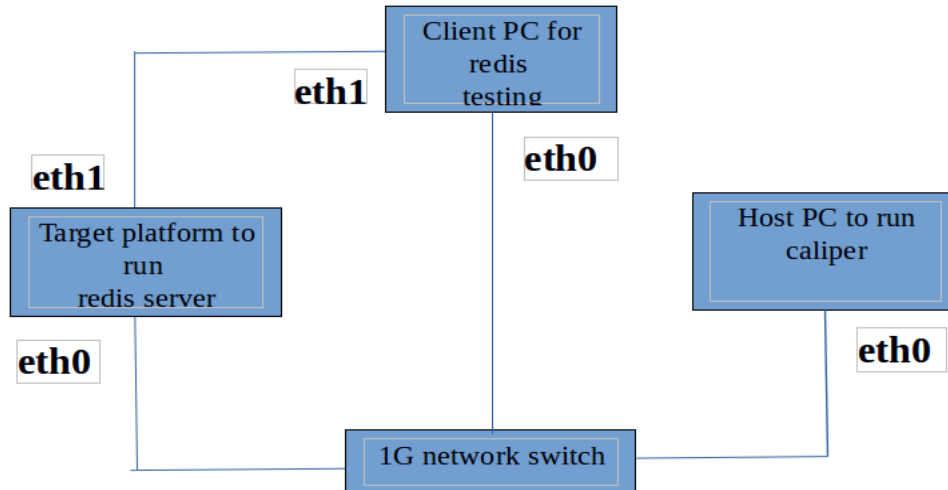 Client PC for
redis
testing
eth1
eth0
eth1
Target platform to
run
redis server
Host PC to run
caliper
eth0
eth0
1G network switch